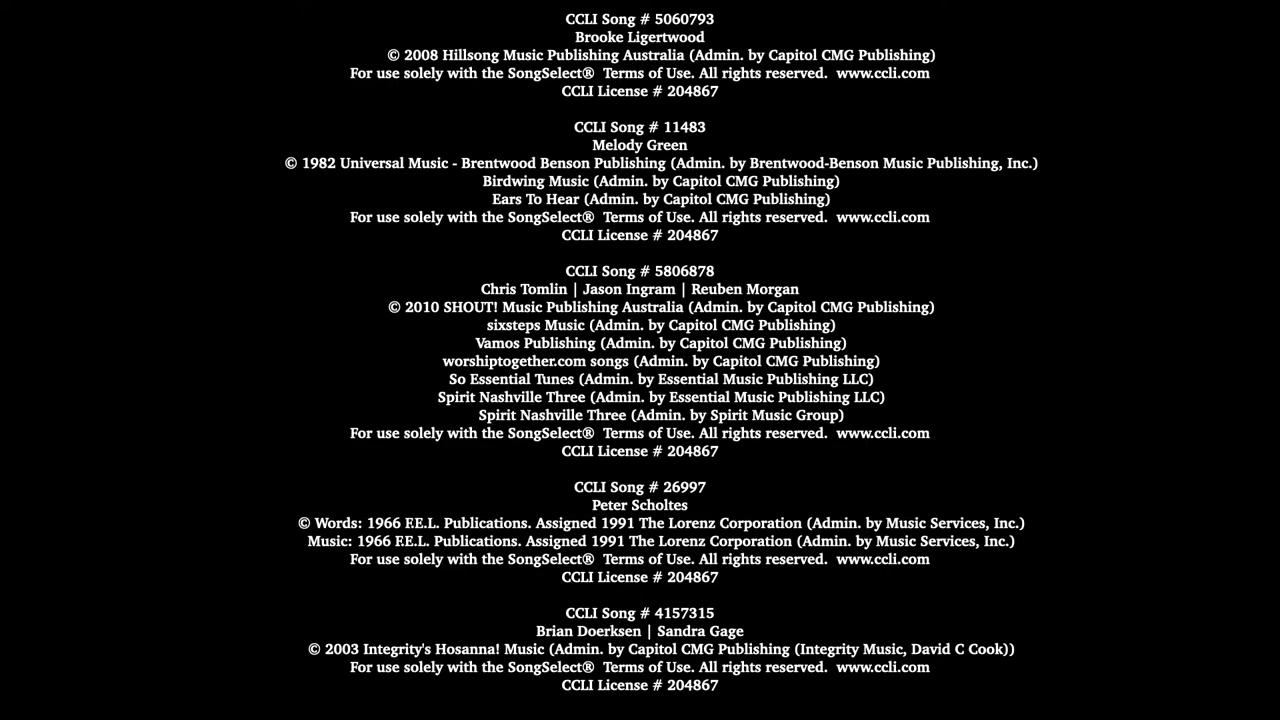 CCLI Song # 5060793
Brooke Ligertwood
© 2008 Hillsong Music Publishing Australia (Admin. by Capitol CMG Publishing)
For use solely with the SongSelect® Terms of Use. All rights reserved. www.ccli.com
CCLI License # 204867
CCLI Song # 11483
Melody Green
© 1982 Universal Music - Brentwood Benson Publishing (Admin. by Brentwood-Benson Music Publishing, Inc.)
Birdwing Music (Admin. by Capitol CMG Publishing)
Ears To Hear (Admin. by Capitol CMG Publishing)
For use solely with the SongSelect® Terms of Use. All rights reserved. www.ccli.com
CCLI License # 204867
CCLI Song # 5806878
Chris Tomlin | Jason Ingram | Reuben Morgan
© 2010 SHOUT! Music Publishing Australia (Admin. by Capitol CMG Publishing)
sixsteps Music (Admin. by Capitol CMG Publishing)
Vamos Publishing (Admin. by Capitol CMG Publishing)
worshiptogether.com songs (Admin. by Capitol CMG Publishing)
So Essential Tunes (Admin. by Essential Music Publishing LLC)
Spirit Nashville Three (Admin. by Essential Music Publishing LLC)
Spirit Nashville Three (Admin. by Spirit Music Group)
For use solely with the SongSelect® Terms of Use. All rights reserved. www.ccli.com
CCLI License # 204867
CCLI Song # 26997
Peter Scholtes
© Words: 1966 F.E.L. Publications. Assigned 1991 The Lorenz Corporation (Admin. by Music Services, Inc.)
Music: 1966 F.E.L. Publications. Assigned 1991 The Lorenz Corporation (Admin. by Music Services, Inc.)
For use solely with the SongSelect® Terms of Use. All rights reserved. www.ccli.com
CCLI License # 204867
CCLI Song # 4157315
Brian Doerksen | Sandra Gage
© 2003 Integrity's Hosanna! Music (Admin. by Capitol CMG Publishing (Integrity Music, David C Cook))
For use solely with the SongSelect® Terms of Use. All rights reserved. www.ccli.com
CCLI License # 204867